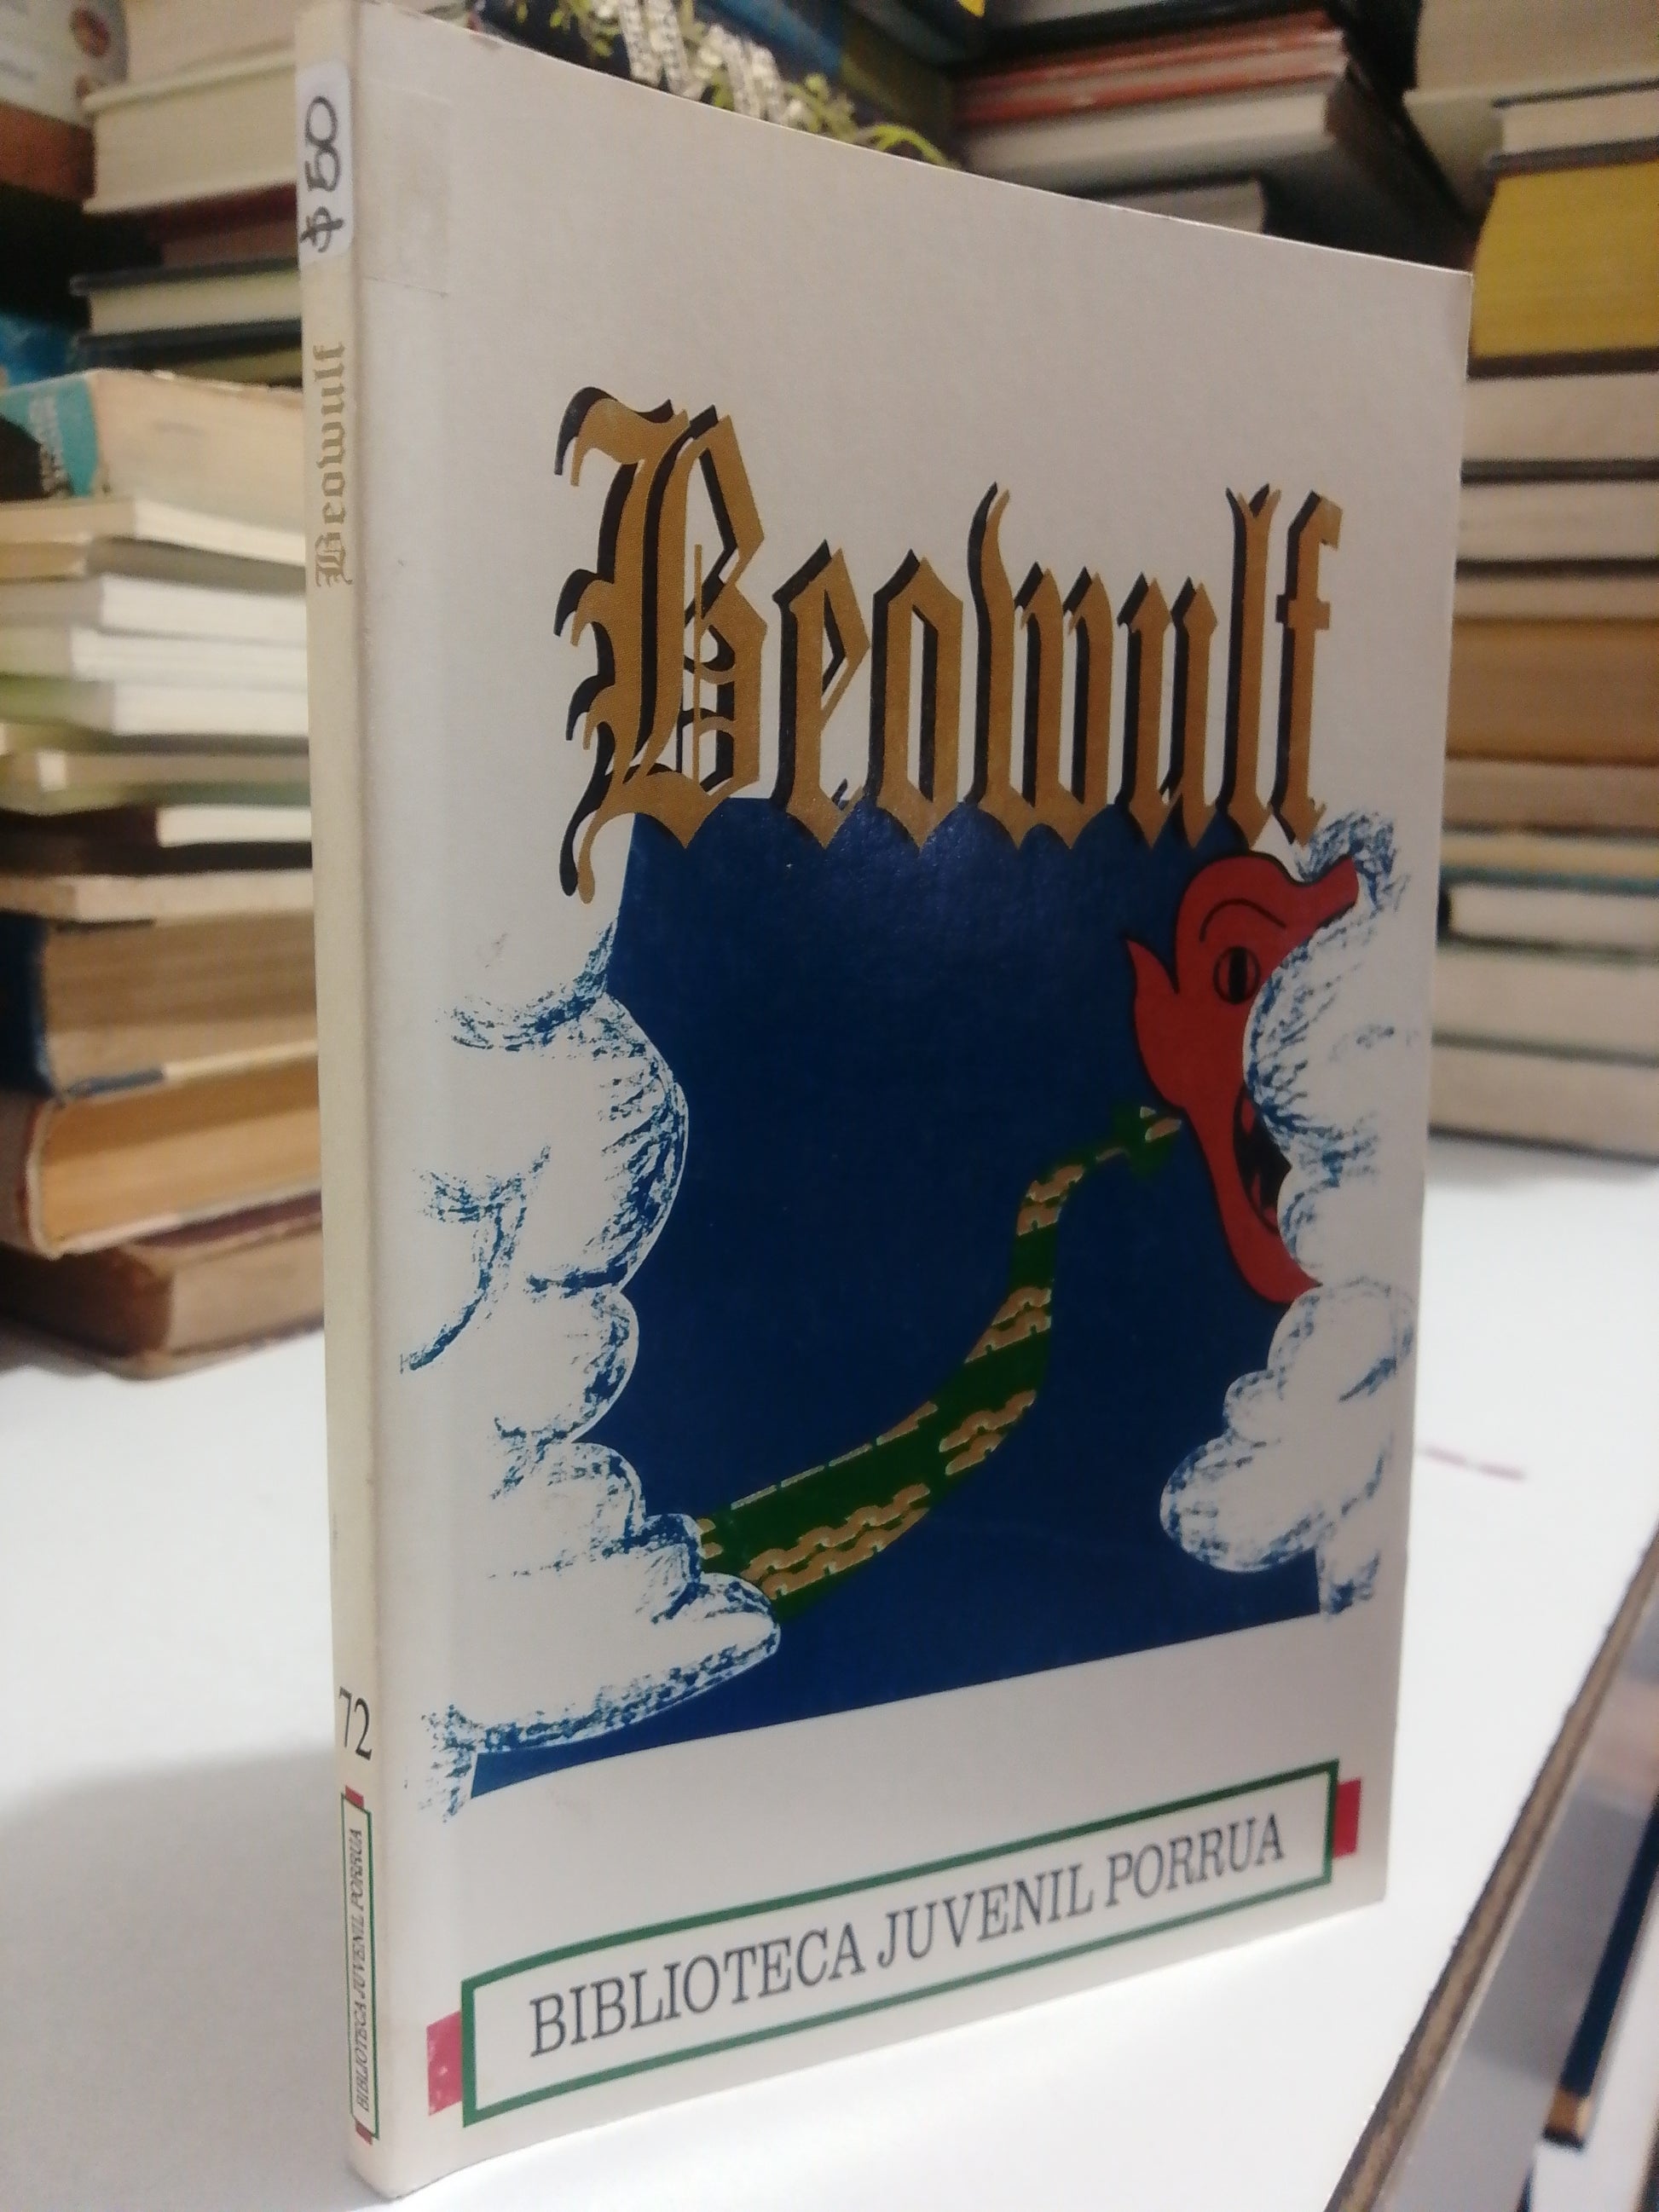 $50
Beowulf
72
BIBLIOTECA JUVENIL PORRUA
Beowulf
BIBLIOTECA JUVENIL PORRUA